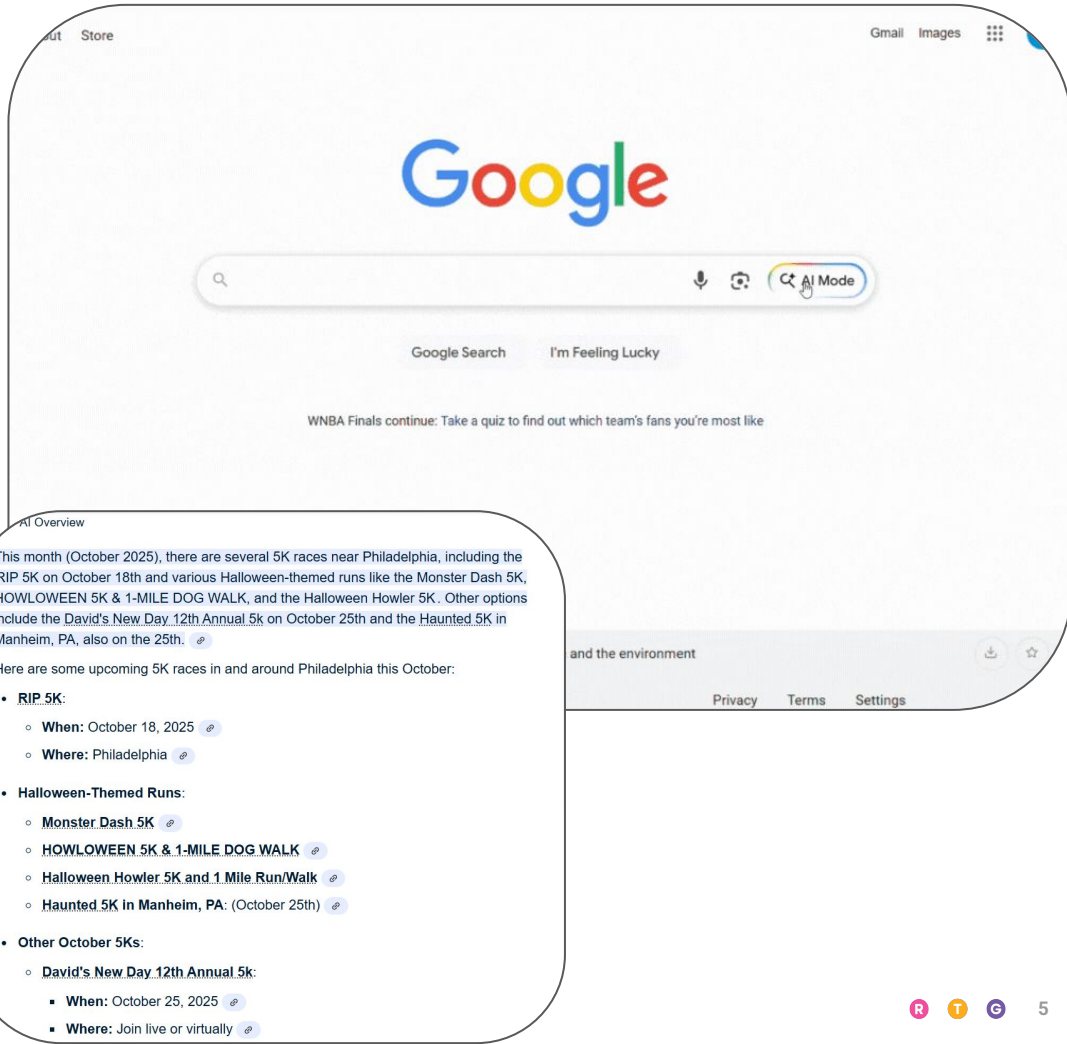 Store
Gmail Images
Google
AI Mode
Google Search I'm Feeling Lucky
WNBA Finals continue: Take a quiz to find out which team's fans you're most like
and the environment
Privacy Terms Settings
AI Overview
This month (October 2025), there are several 5K races near Philadelphia, including the
RIP 5K on October 18th and various Halloween-themed runs like the Monster Dash 5K,
HOWLOWEEN 5K & 1-MILE DOG WALK, and the Halloween Howler 5K. Other options
include the David's New Day 12th Annual 5k on October 25th and the Haunted 5K in
Manheim, PA, also on the 25th.
Here are some upcoming 5K races in and around Philadelphia this October:
• RIP 5K:
◦ When: October 18, 2025
◦ Where: Philadelphia
• Halloween-Themed Runs:
◦ Monster Dash 5K
◦ HOWLOWEEN 5K & 1-MILE DOG WALK
◦ Halloween Howler 5K and 1 Mile Run/Walk
◦ Haunted 5K in Manheim, PA: (October 25th)
• Other October 5Ks:
◦ David's New Day 12th Annual 5k:
▪ When: October 25, 2025
▪ Where: Join live or virtually
R T G 5